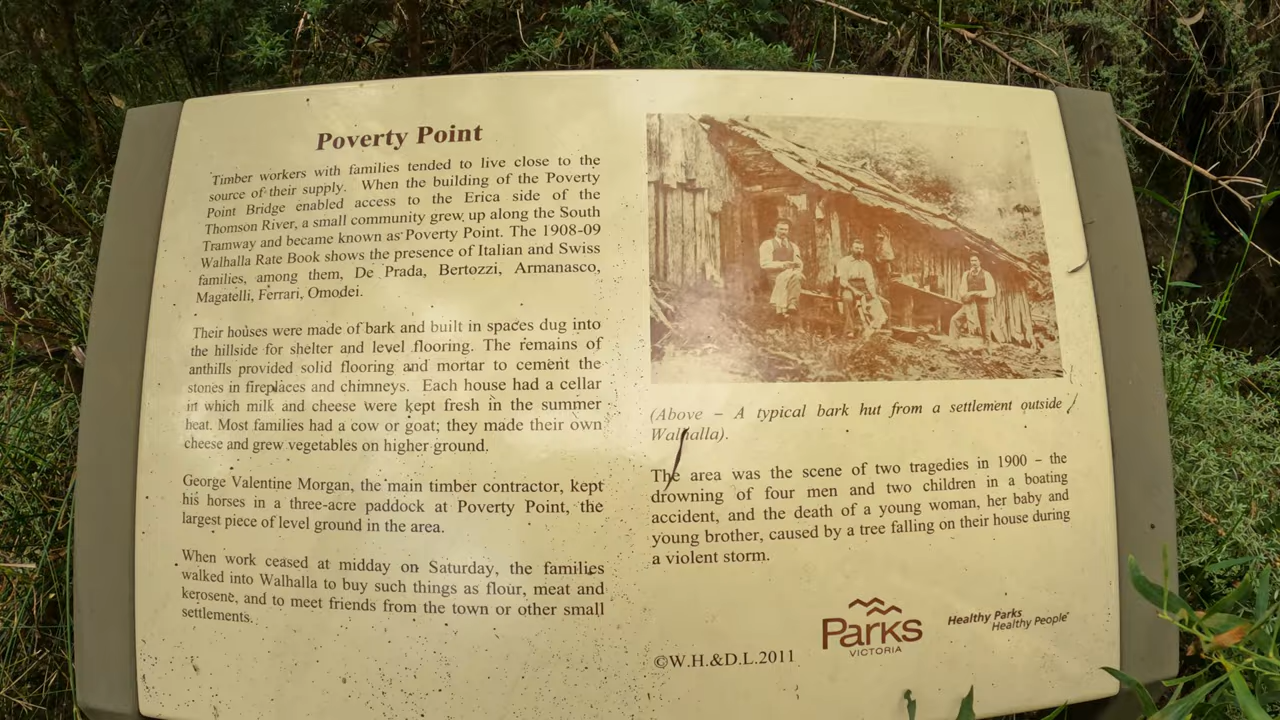 Poverty Point
Timber workers with families tended to live close to the
source of their supply. When the building of the Poverty
Point Bridge enabled access to the Erica side of the
Thomson River, a small community grew up along the South
Tramway and became known as Poverty Point. The 1908-09
Walhalla Rate Book shows the presence of Italian and Swiss
families, among them, De Prada, Bertozzi, Armanasco,
Magatelli, Ferrari, Omodei.
Their houses were made of bark and built in spaces dug into
the hillside for shelter and level flooring. The remains of
anthills provided solid flooring and mortar to cement the
stones in fireplaces and chimneys. Each house had a cellar
in which milk and cheese were kept fresh in the summer
heat. Most families had a cow or goat; they made their own
cheese and grew vegetables on higher ground.
George Valentine Morgan, the main timber contractor, kept
his horses in a three-acre paddock at Poverty Point, the
largest piece of level ground in the area.
When work ceased at midday on Saturday, the families
walked into Walhalla to buy such things as flour, meat and
kerosene, and to meet friends from the town or other small
settlements.
(Above – A typical bark hut from a settlement outside
Walhalla).
The area was the scene of two tragedies in 1900 – the
drowning of four men and two children in a boating
accident, and the death of a young woman, her baby and
young brother, caused by a tree falling on their house during
a violent storm.
©W.H.&D.L.2011
Parks
VICTORIA
Healthy Parks
Healthy People